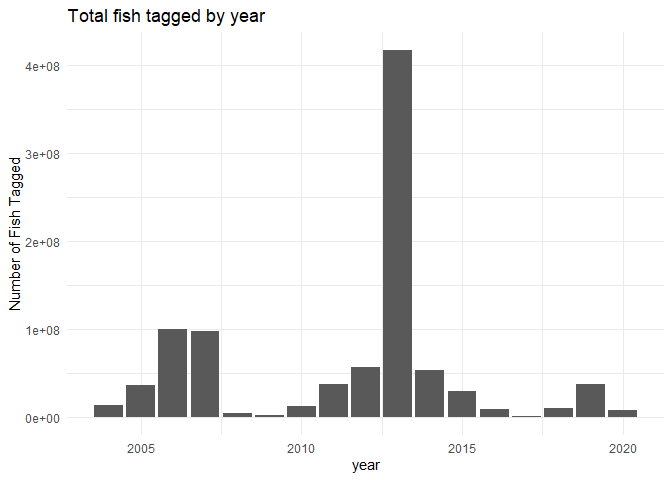 Total fish tagged by year
Number of Fish Tagged
4e+08
3e+08
2e+08
1e+08
0e+00
2005 2010 2015 2020
year